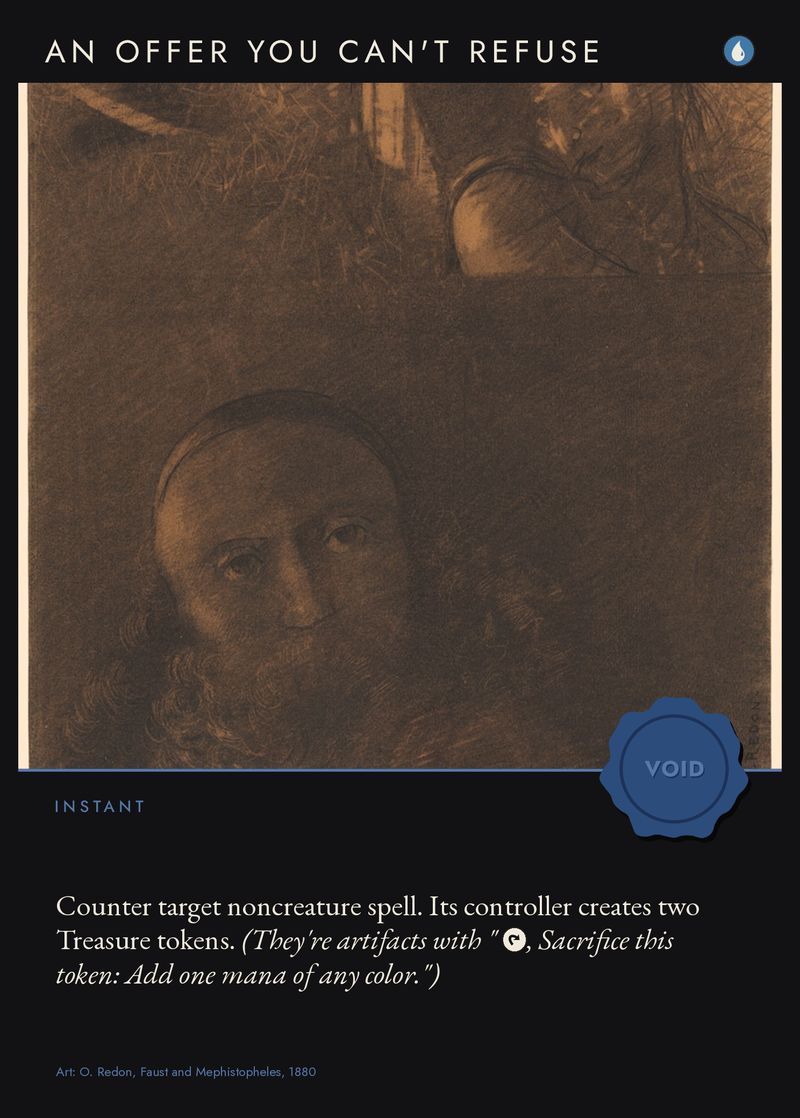 AN OFFER YOU CAN'T REFUSE
REDON
VOID
INSTANT
Counter target noncreature spell. Its controller creates two
Treasure tokens. (They're artifacts with " , Sacrifice this
token: Add one mana of any color.")
Art: O. Redon, Faust and Mephistopheles, 1880